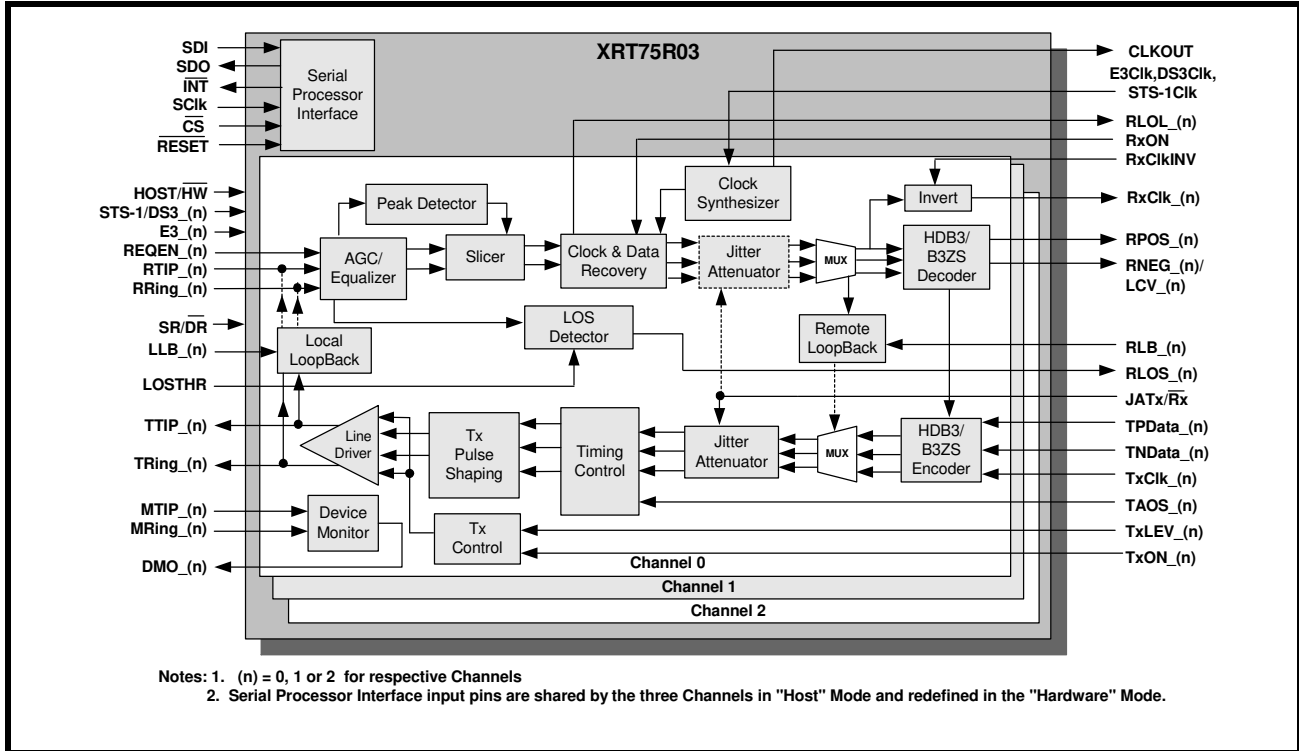 XRT75R03
SDI
SDO
INT
SClk
CS
RESET
Serial
Processor
Interface
CLKOUT
E3Clk,DS3Clk,
STS-1Clk
RLOL_(n)
RxON
RxClkINV
HOST/HW
STS-1/DS3_(n)
E3_(n)
REQEN_(n)
RTIP_(n)
RRing_(n)
SR/DR
LLB_(n)
LOSTHR
TTIP_(n)
TRing_(n)
MTIP_(n)
MRing_(n)
DMO_(n)
Peak Detector
AGC/
Equalizer
Slicer
Clock & Data
Recovery
Clock
Synthesizer
Jitter
Attenuator
MUX
Invert
HDB3/
B3ZS
Decoder
RxClk_(n)
RPOS_(n)
RNEG_(n)/
LCV_(n)
Local
LoopBack
LOS
Detector
Remote
LoopBack
RLB_(n)
RLOS_(n)
JATx/Rx
Line
Driver
Tx
Pulse
Shaping
Timing
Control
Jitter
Attenuator
MUX
HDB3/
B3ZS
Encoder
TPData_(n)
TNData_(n)
TxClk_(n)
TAOS_(n)
TxLEV_(n)
TxON_(n)
Device
Monitor
Tx
Control
Channel 0
Channel 1
Channel 2
Notes: 1. (n) = 0, 1 or 2 for respective Channels
2. Serial Processor Interface input pins are shared by the three Channels in "Host" Mode and redefined in the "Hardware" Mode.